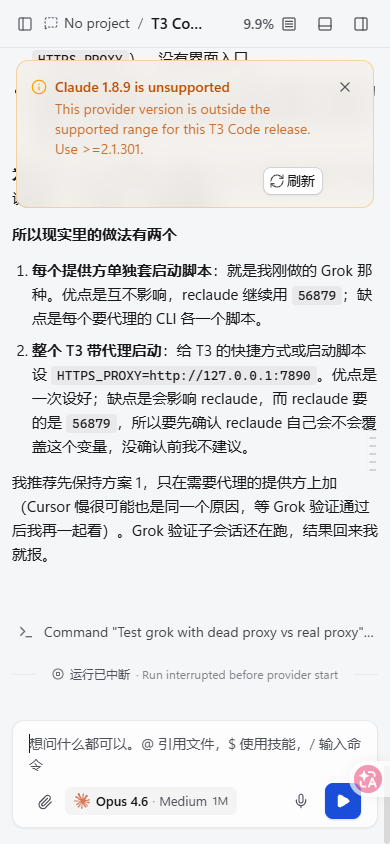 No project / T3 Co... 9.9%
HTTPS_PROXY
没有界面入口
Claude 1.8.9 is unsupported
This provider version is outside the
supported range for this T3 Code release.
Use >=2.1.301.
刷新
所以现实里的做法有两个
1. 每个提供方单独套启动脚本：就是我刚做的 Grok 那
种。优点是互不影响，reclaude 继续用 56879；缺
点是每个要代理的 CLI 各一个脚本。
2. 整个 T3 带代理启动：给 T3 的快捷方式或启动脚本
设 HTTPS_PROXY=http://127.0.0.1:7890。优点是
一次设好；缺点是会影响 reclaude，而 reclaude 要
的是 56879，所以要先确认 reclaude 自己会不会覆
盖这个变量，没确认前我不建议。
我推荐先保持方案 1，只在需要代理的提供方上加
（Cursor 慢很可能也是同一个原因，等 Grok 验证通过
后我再一起看）。Grok 验证子会话还在跑，结果回来我
就报。
Command "Test grok with dead proxy vs real proxy"...
运行已中断 · Run interrupted before provider start
想问什么都可以。@ 引用文件，$ 使用技能，/ 输入命
令
Opus 4.6 · Medium 1M